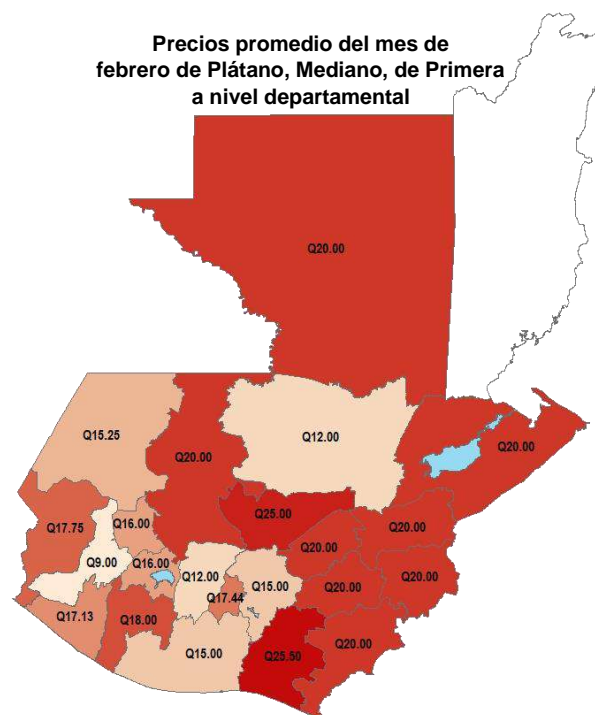 Precios promedio del mes de
febrero de Plátano, Mediano, de Primera
a nivel departamental
Q20.00
Q15.25
Q12.00
Q20.00
Q20.00
Q25.00
Q17.75
Q16.00
Q20.00
Q20.00
Q9.00
Q16.00
Q12.00
Q15.00
Q20.00
Q20.00
Q17.44
Q17.13
Q18.00
Q20.00
Q15.00
Q25.50